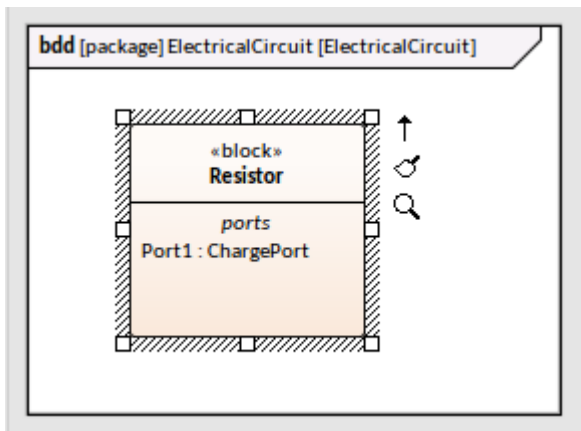 bdd [package] ElectricalCircuit [ElectricalCircuit]
«block»
Resistor
ports
Port1 : ChargePort